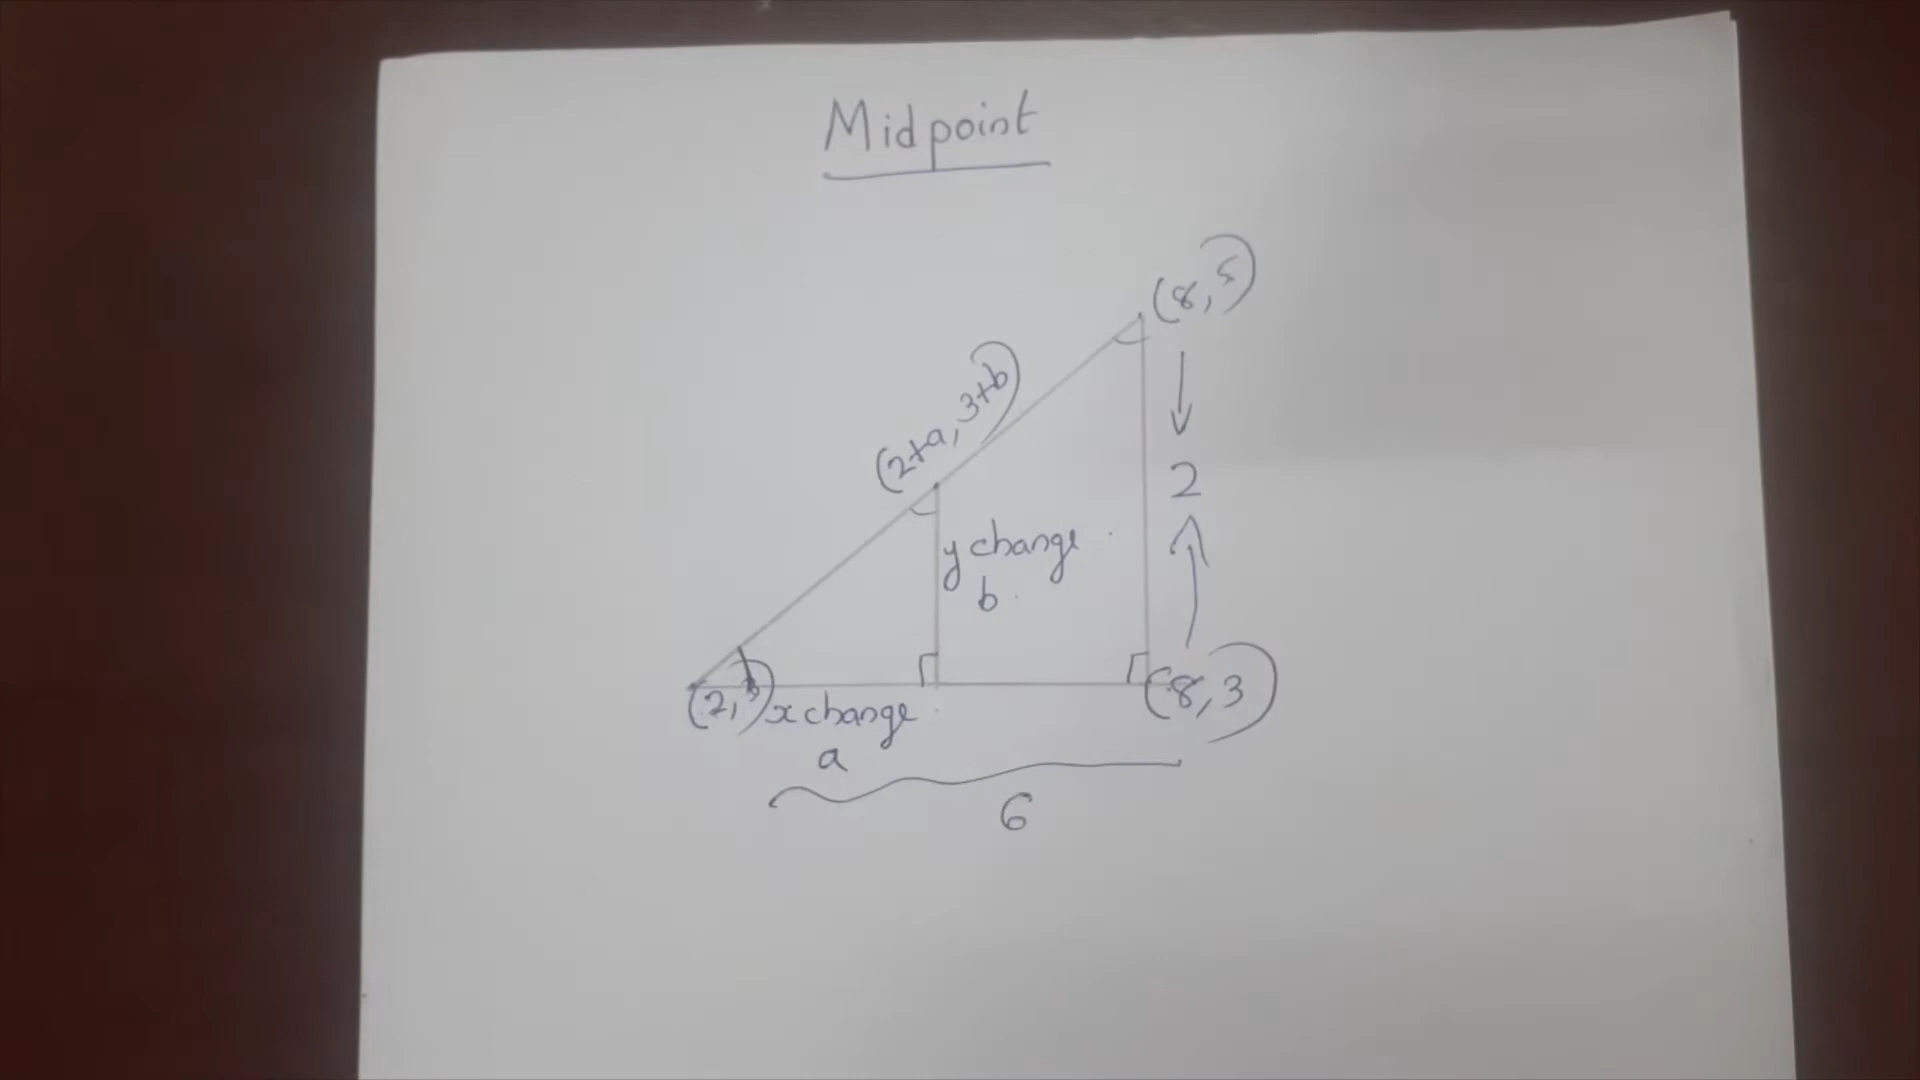 Midpoint
(8,5)
(2+a, 3+b)
2
y change
b
(2,3)
(8,3)
x change
a
6